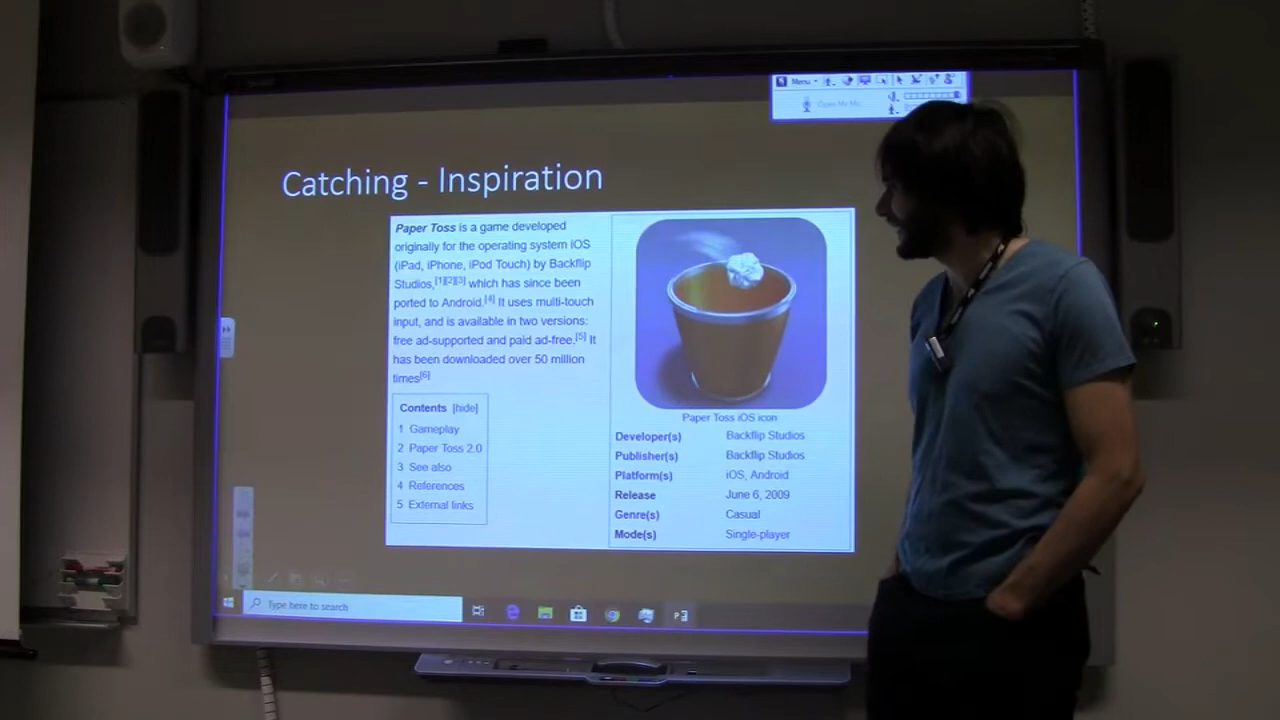 Menu
Catching - Inspiration
Paper Toss is a game developed
originally for the operating system iOS
(iPad, iPhone, iPod Touch) by Backflip
Studios,[1][2][3] which has since been
ported to Android.[4] It uses multi-touch
input, and is available in two versions:
free ad-supported and paid ad-free.[5] It
has been downloaded over 50 million
times[6]
Contents [hide]
1 Gameplay
2 Paper Toss 2.0
3 See also
4 References
5 External links
Paper Toss iOS icon
Developer(s) Backflip Studios
Publisher(s) Backflip Studios
Platform(s) iOS, Android
Release June 6, 2009
Genre(s) Casual
Mode(s) Single-player
Type here to search